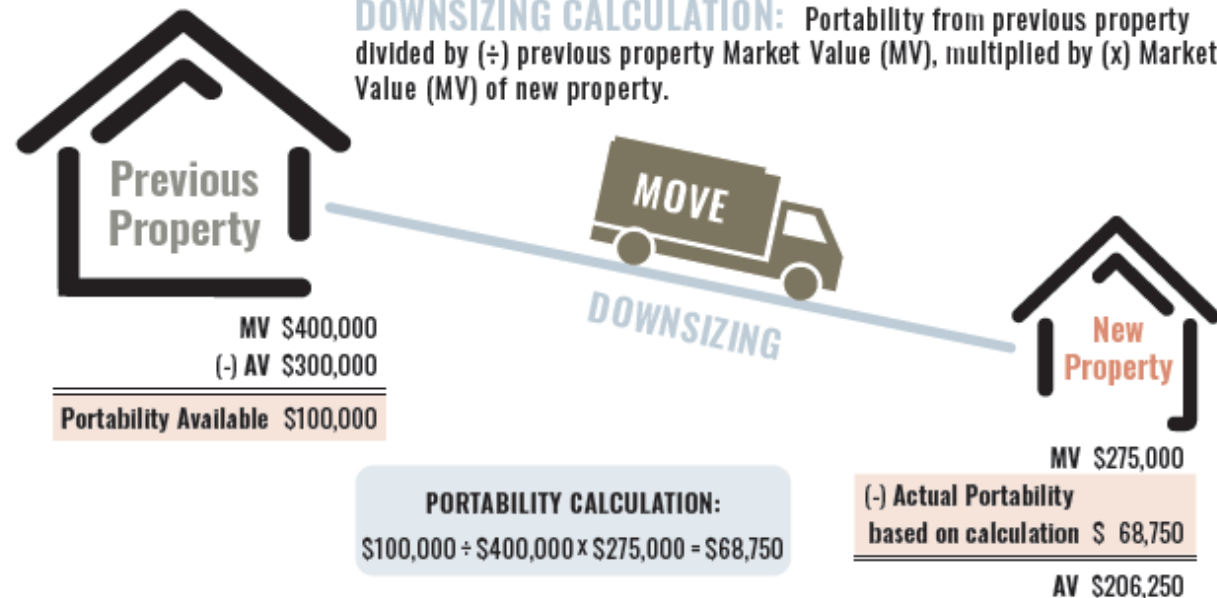 DOWNSIZING CALCULATION: Portability from previous property
divided by (÷) previous property Market Value (MV), multiplied by (x) Market
Value (MV) of new property.
Previous
Property
MOVE
DOWNSIZING
New
Property
MV $400,000
(-) AV $300,000
Portability Available $100,000
PORTABILITY CALCULATION:
$100,000 ÷ $400,000 x $275,000 = $68,750
MV $275,000
(-) Actual Portability
based on calculation $ 68,750
AV $206,250